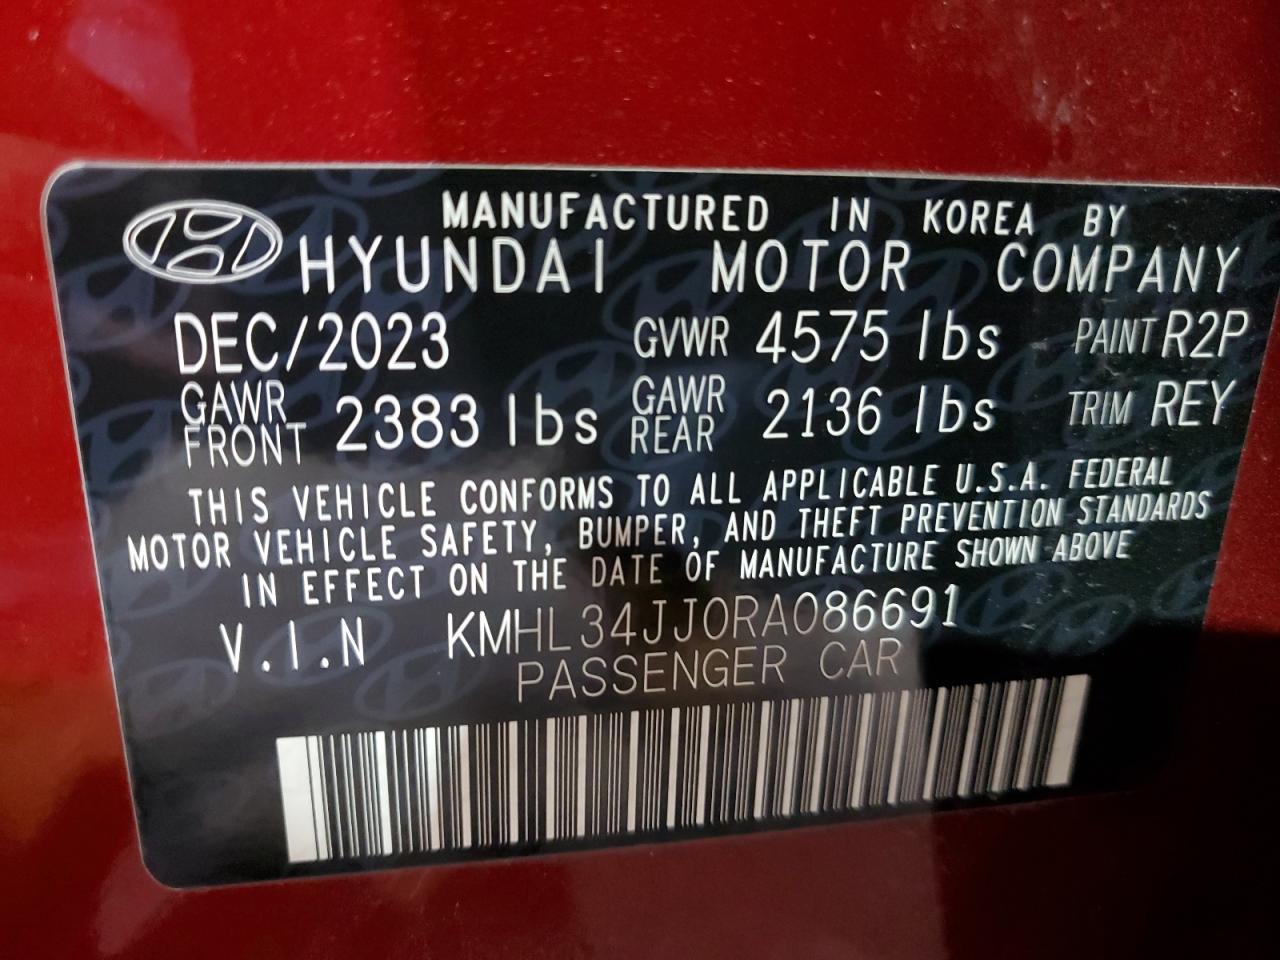 MANUFACTURED IN KOREA BY
HYUNDAI MOTOR COMPANY
DEC/2023 GVWR 4575 lbs PAINT R2P
GAWR FRONT 2383 lbs GAWR REAR 2136 lbs TRIM REY
THIS VEHICLE CONFORMS TO ALL APPLICABLE U.S.A. FEDERAL
MOTOR VEHICLE SAFETY, BUMPER, AND THEFT PREVENTION STANDARDS
IN EFFECT ON THE DATE OF MANUFACTURE SHOWN ABOVE
V.I.N KMHL34JJ0RA086691
PASSENGER CAR